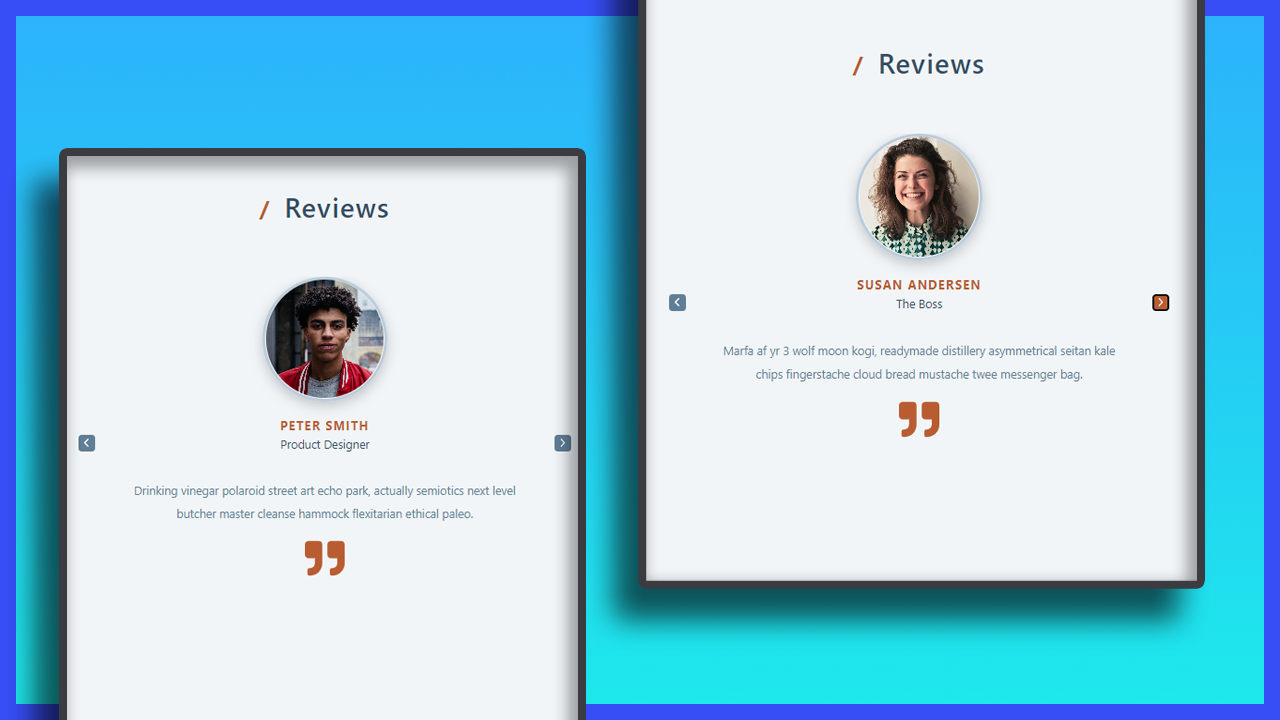 / Reviews
PETER SMITH
Product Designer
Drinking vinegar polaroid street art echo park, actually semiotics next level
butcher master cleanse hammock flexitarian ethical paleo.
/ Reviews
SUSAN ANDERSEN
The Boss
Marfa af yr 3 wolf moon kogi, readymade distillery asymmetrical seitan kale
chips fingerstache cloud bread mustache twee messenger bag.